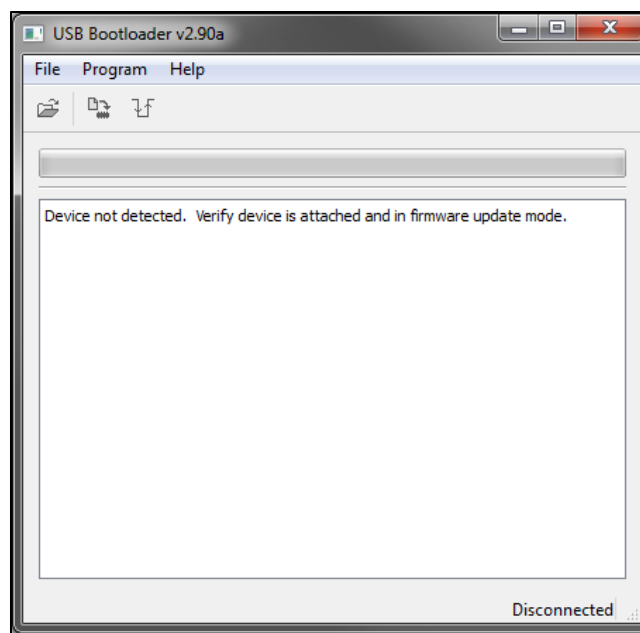 USB Bootloader v2.90a
File Program Help
Device not detected. Verify device is attached and in firmware update mode.
Disconnected